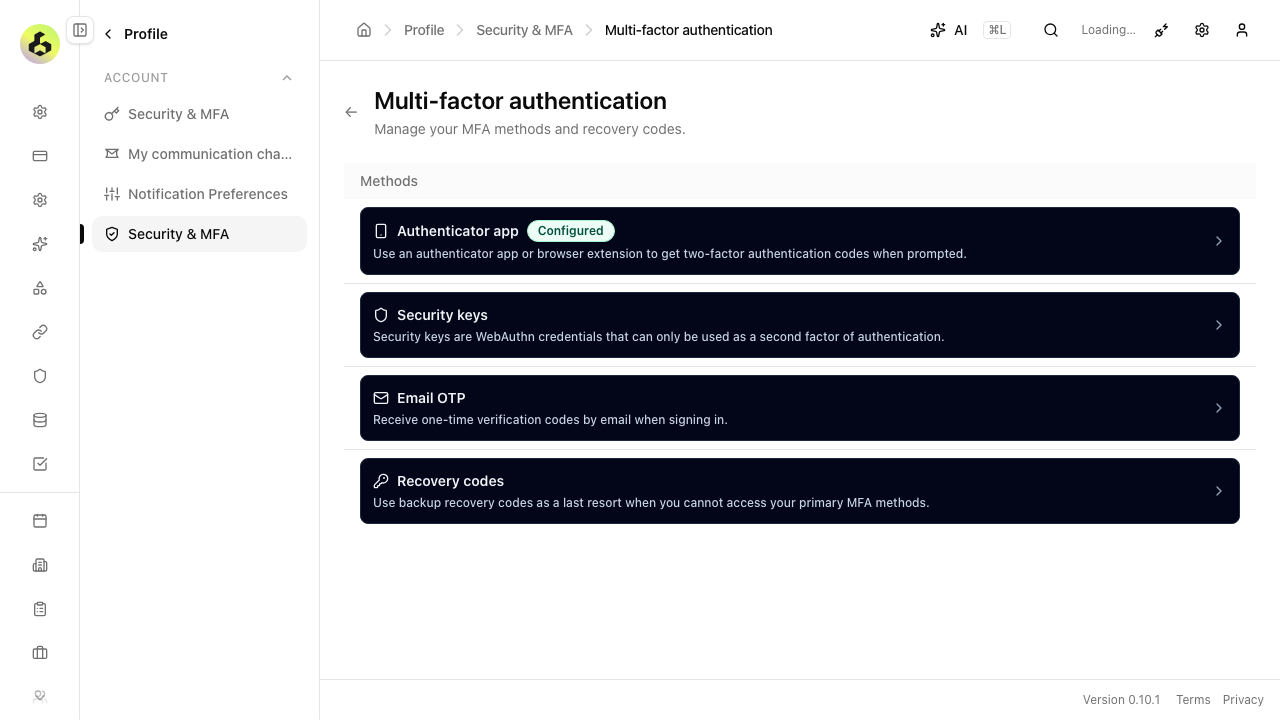 Profile
ACCOUNT
Security & MFA
My communication cha...
Notification Preferences
Security & MFA
Profile
Security & MFA
Multi-factor authentication
AI
⌘L
Loading...
Multi-factor authentication
Manage your MFA methods and recovery codes.
Methods
Authenticator app
Configured
Use an authenticator app or browser extension to get two-factor authentication codes when prompted.
Security keys
Security keys are WebAuthn credentials that can only be used as a second factor of authentication.
Email OTP
Receive one-time verification codes by email when signing in.
Recovery codes
Use backup recovery codes as a last resort when you cannot access your primary MFA methods.
Version 0.10.1
Terms
Privacy